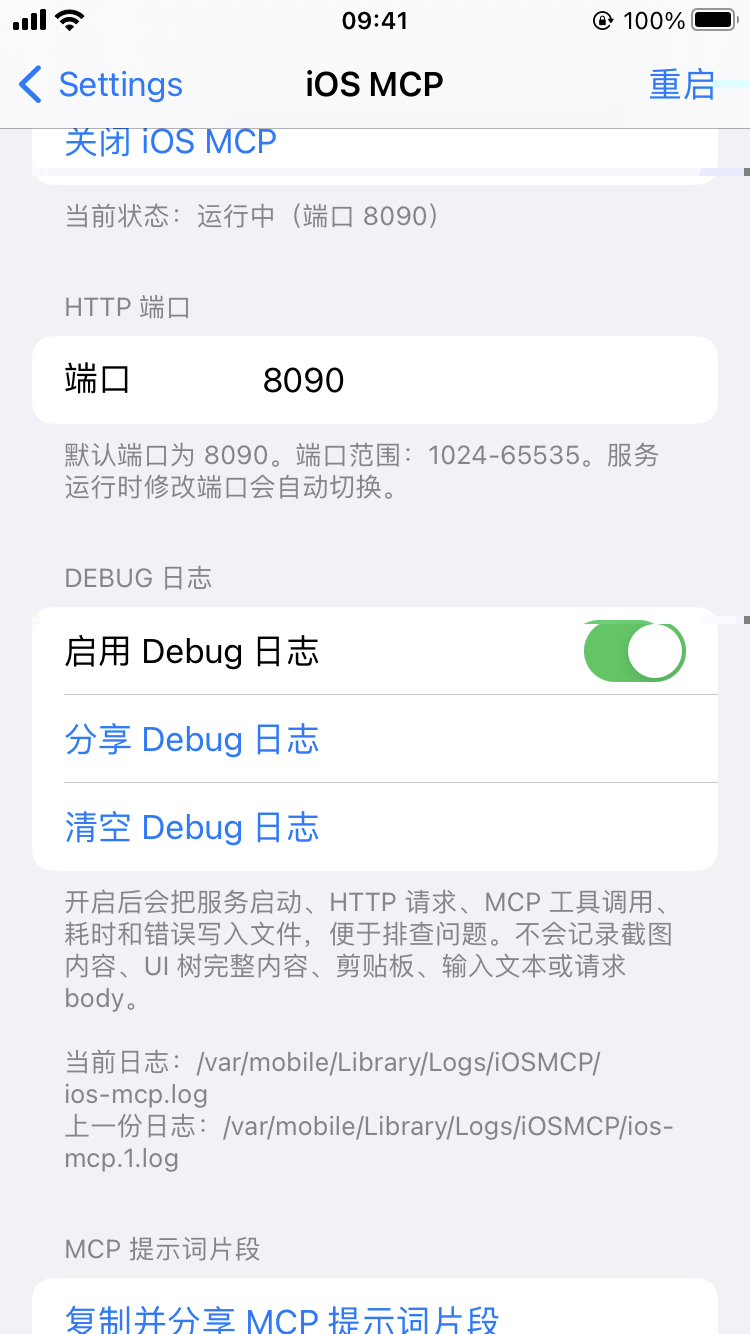 09:41
100%
Settings
iOS MCP
重启
关闭 iOS MCP
当前状态：运行中（端口 8090）
HTTP 端口
端口 8090
默认端口为 8090。端口范围：1024-65535。服务
运行时修改端口会自动切换。
DEBUG 日志
启用 Debug 日志
分享 Debug 日志
清空 Debug 日志
开启后会把服务启动、HTTP 请求、MCP 工具调用、
耗时和错误写入文件，便于排查问题。不会记录截图
内容、UI 树完整内容、剪贴板、输入文本或请求
body。
当前日志：/var/mobile/Library/Logs/iOSMCP/
ios-mcp.log
上一份日志：/var/mobile/Library/Logs/iOSMCP/ios-
mcp.1.log
MCP 提示词片段
复制并分享 MCP 提示词片段